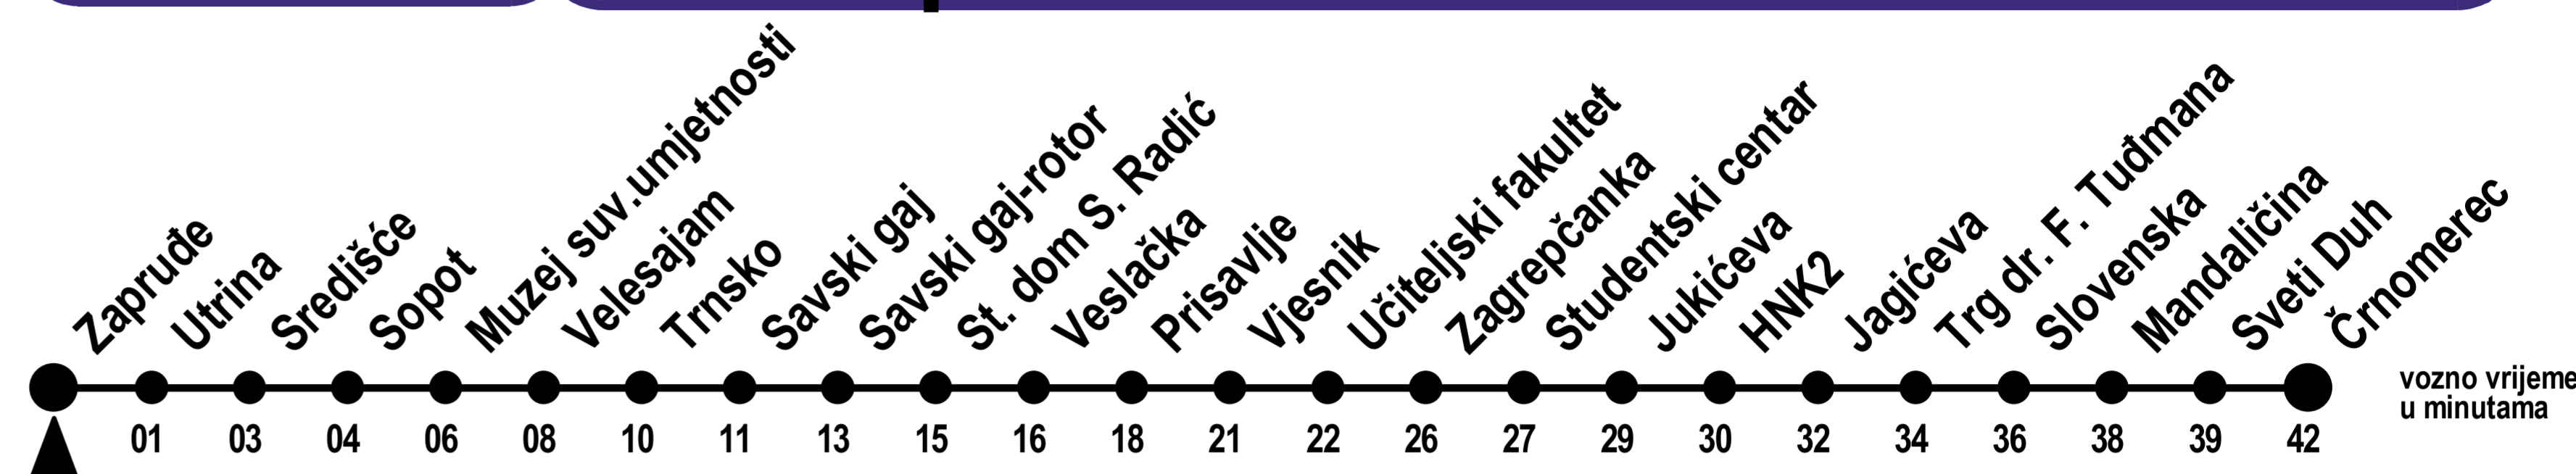 Zapruđe
Utrina
Središće
Sopot
Muzej suv.umjetnosti
Velesajam
Trnsko
Savski gaj
Savski gaj-rotor
St. dom S. Radić
Veslačka
Prisavlje
Vjesnik
Učiteljski fakultet
Zagrepčanka
Studentski centar
Jukićeva
HNK2
Jagićeva
Trg dr. F. Tuđmana
Slovenska
Mandaličina
Sveti Duh
Črnomerec
vozno vrijeme
u minutama
01 03 04 06 08 10 11 13 15 16 18 21 22 26 27 29 30 32 34 36 38 39 42